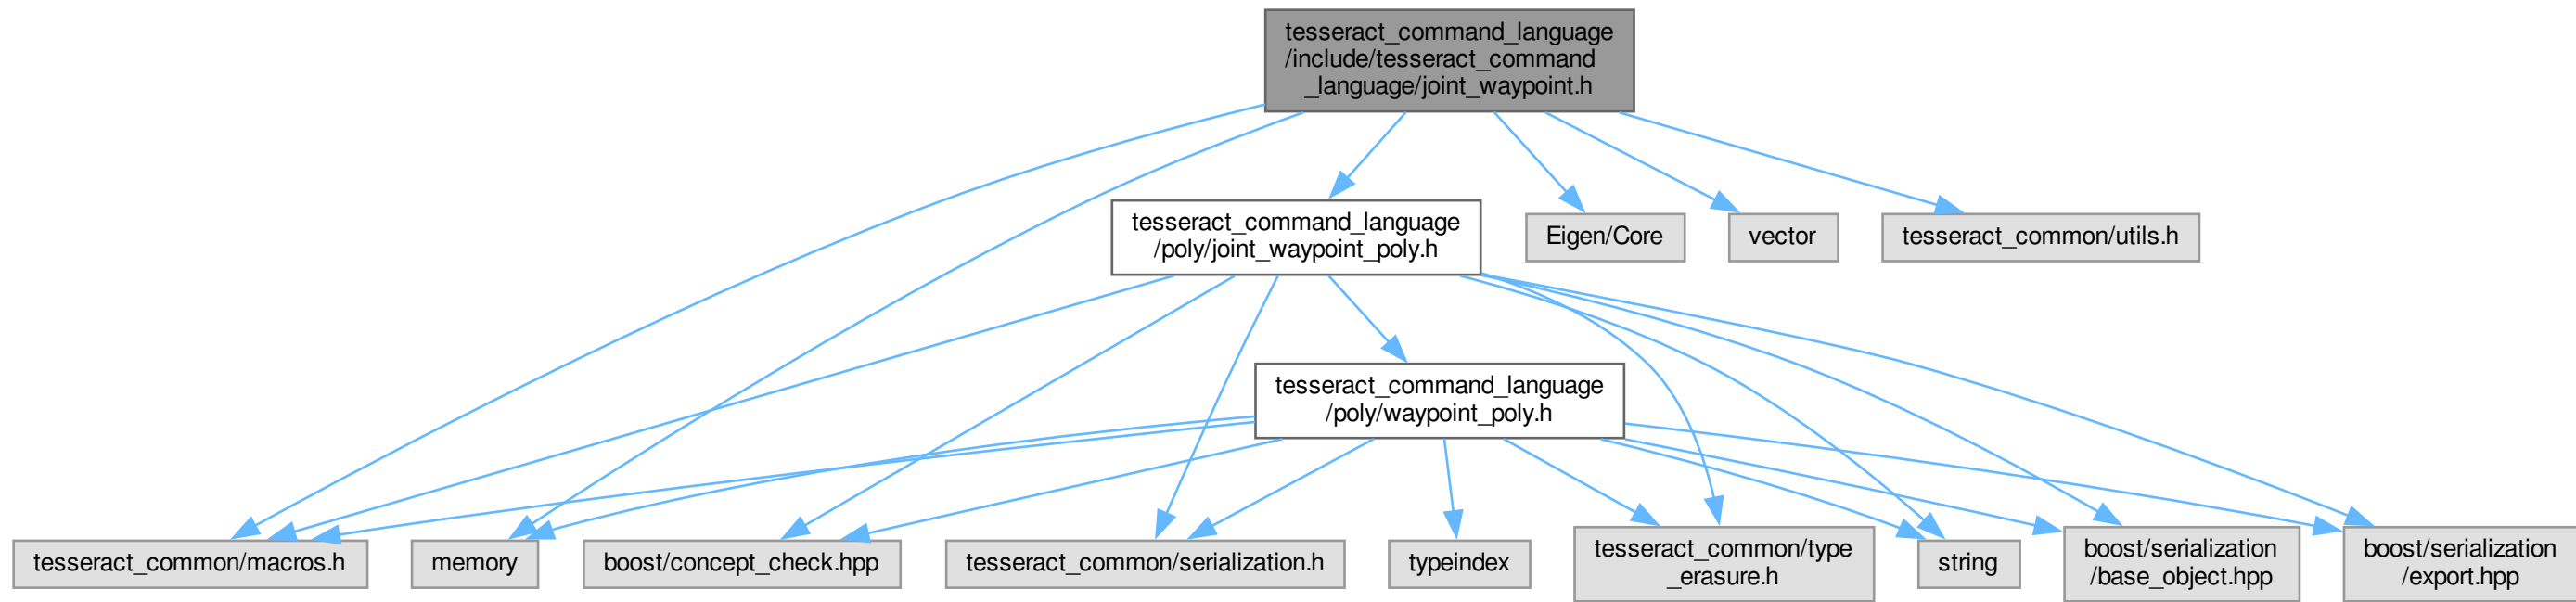 tesseract_command_language
/include/tesseract_command
_language/joint_waypoint.h
tesseract_command_language
/poly/joint_waypoint_poly.h
Eigen/Core
vector
tesseract_common/utils.h
tesseract_command_language
/poly/waypoint_poly.h
tesseract_common/macros.h
memory
boost/concept_check.hpp
tesseract_common/serialization.h
typeindex
tesseract_common/type
_erasure.h
string
boost/serialization
/base_object.hpp
boost/serialization
/export.hpp